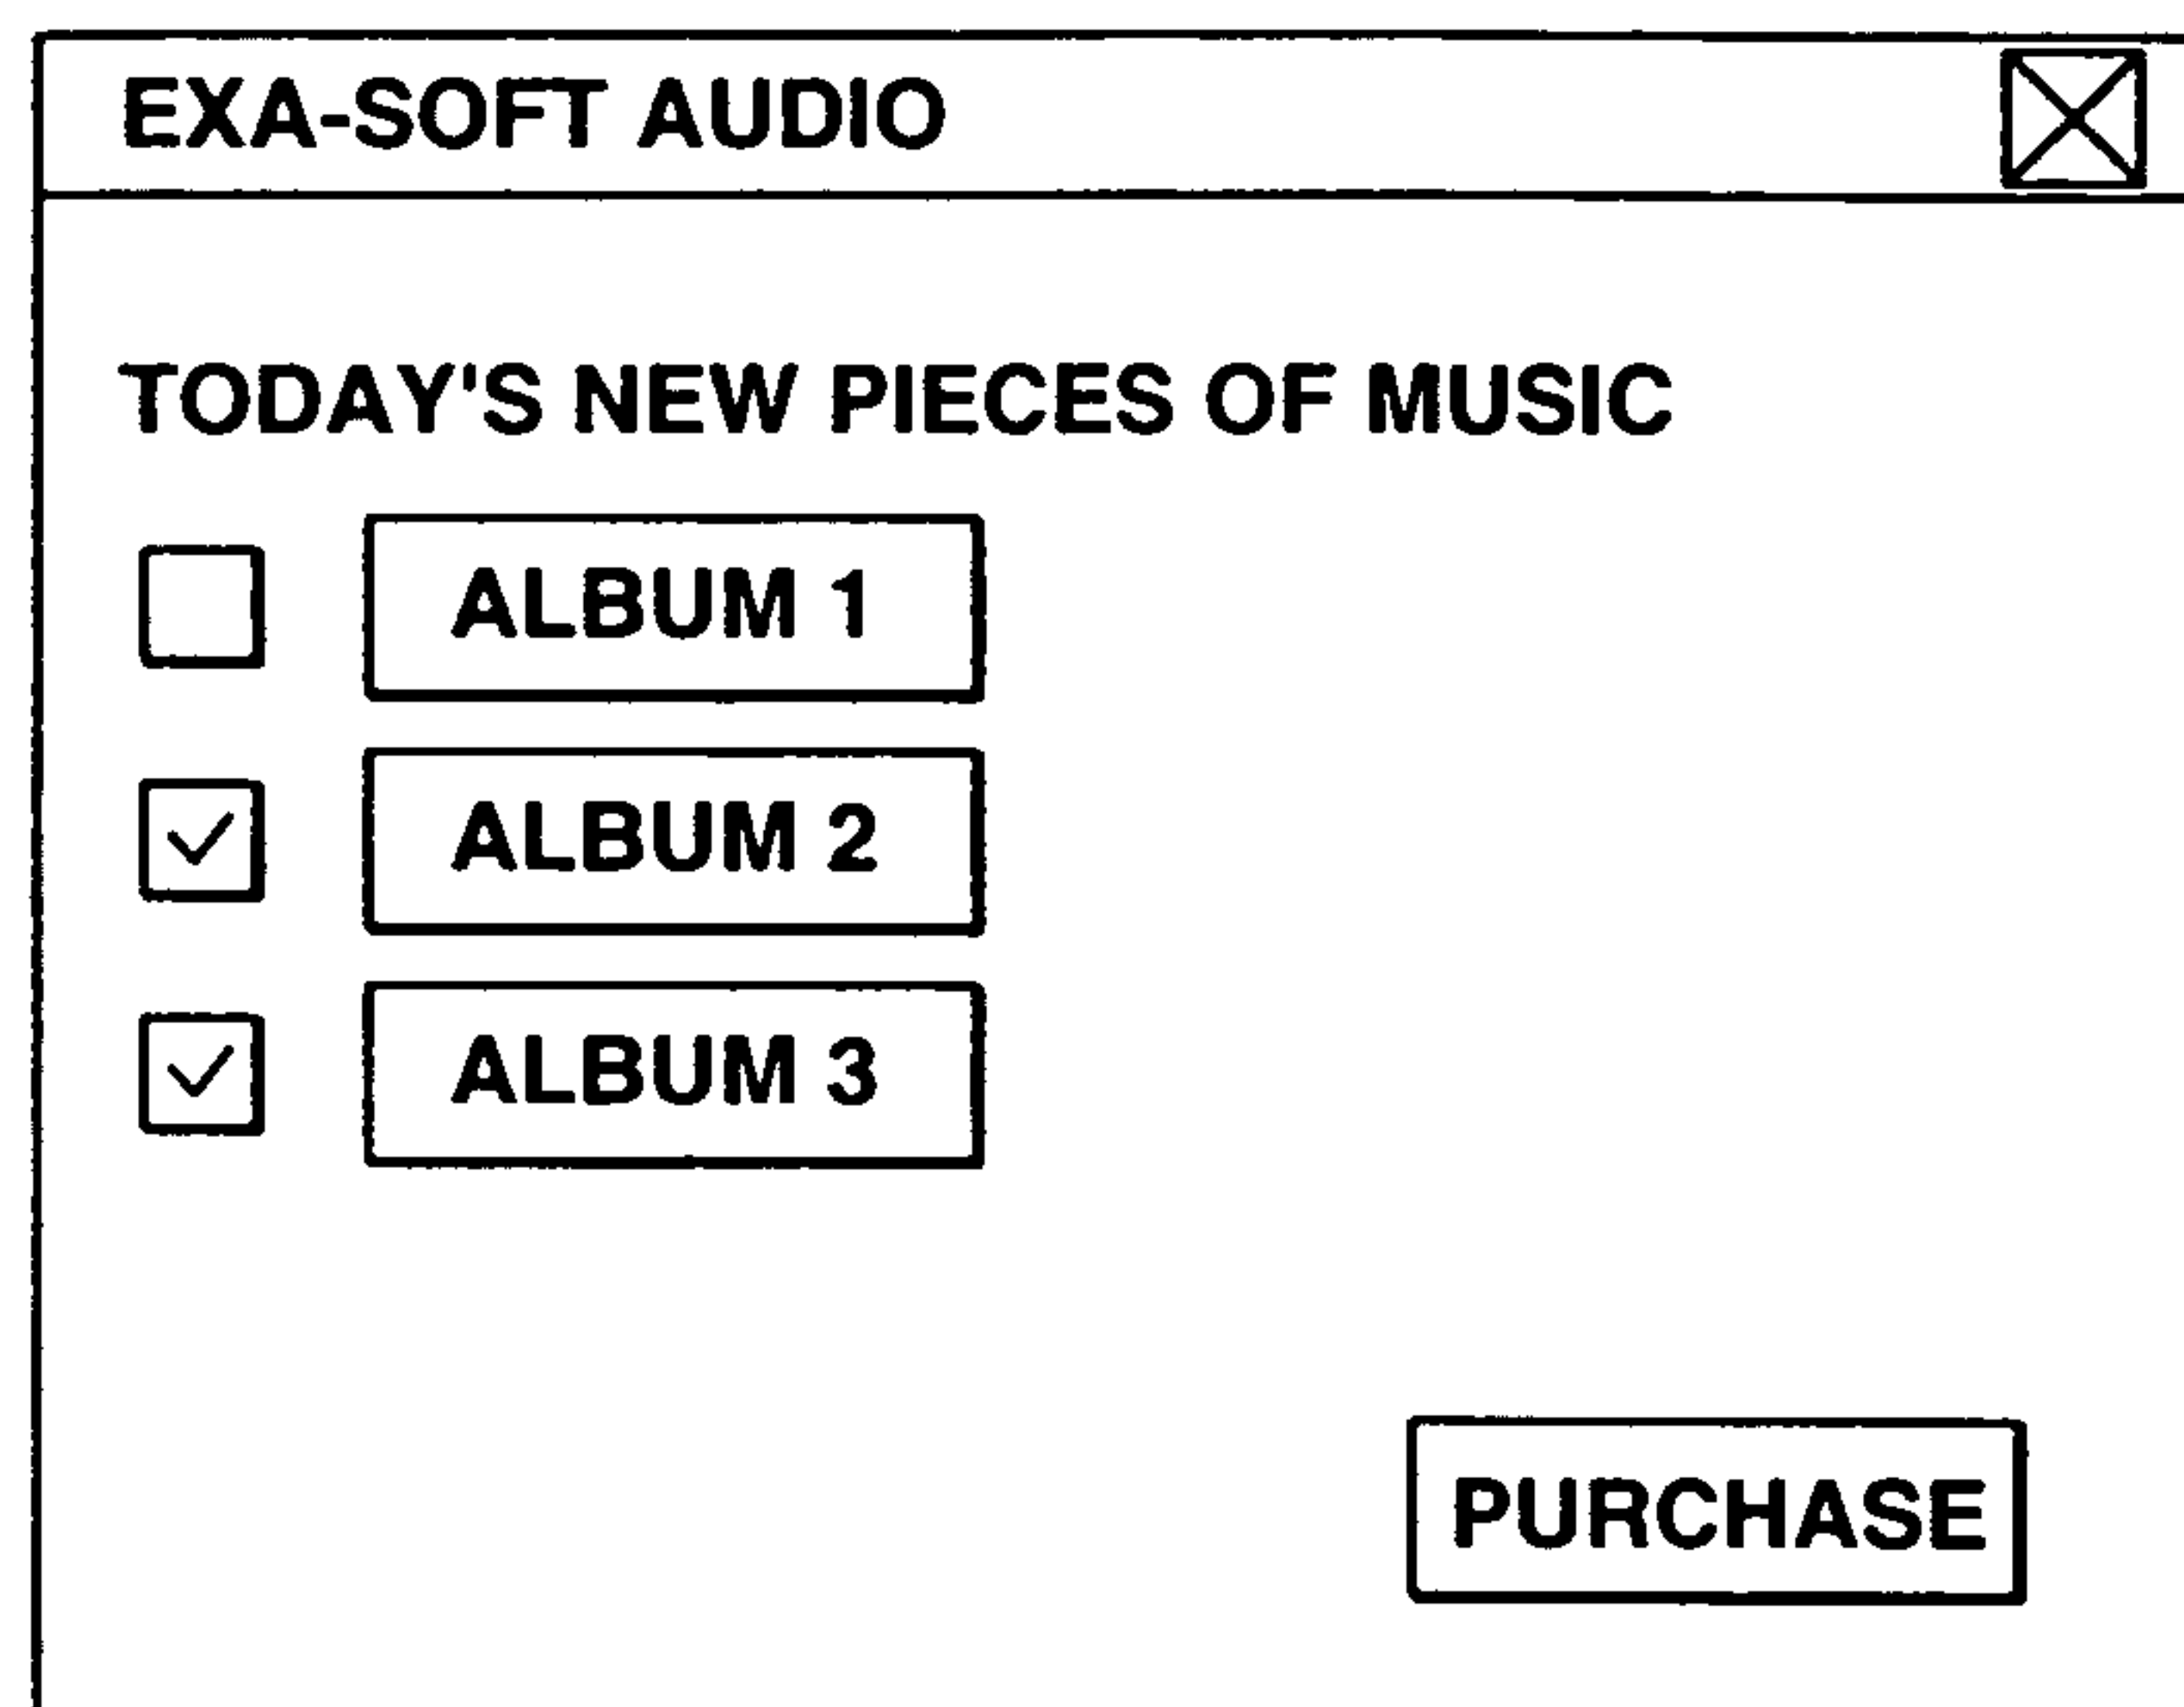 EXA-SOFT AUDIO
TODAY'S NEW PIECES OF MUSIC
ALBUM 1
ALBUM 2
ALBUM 3
PURCHASE